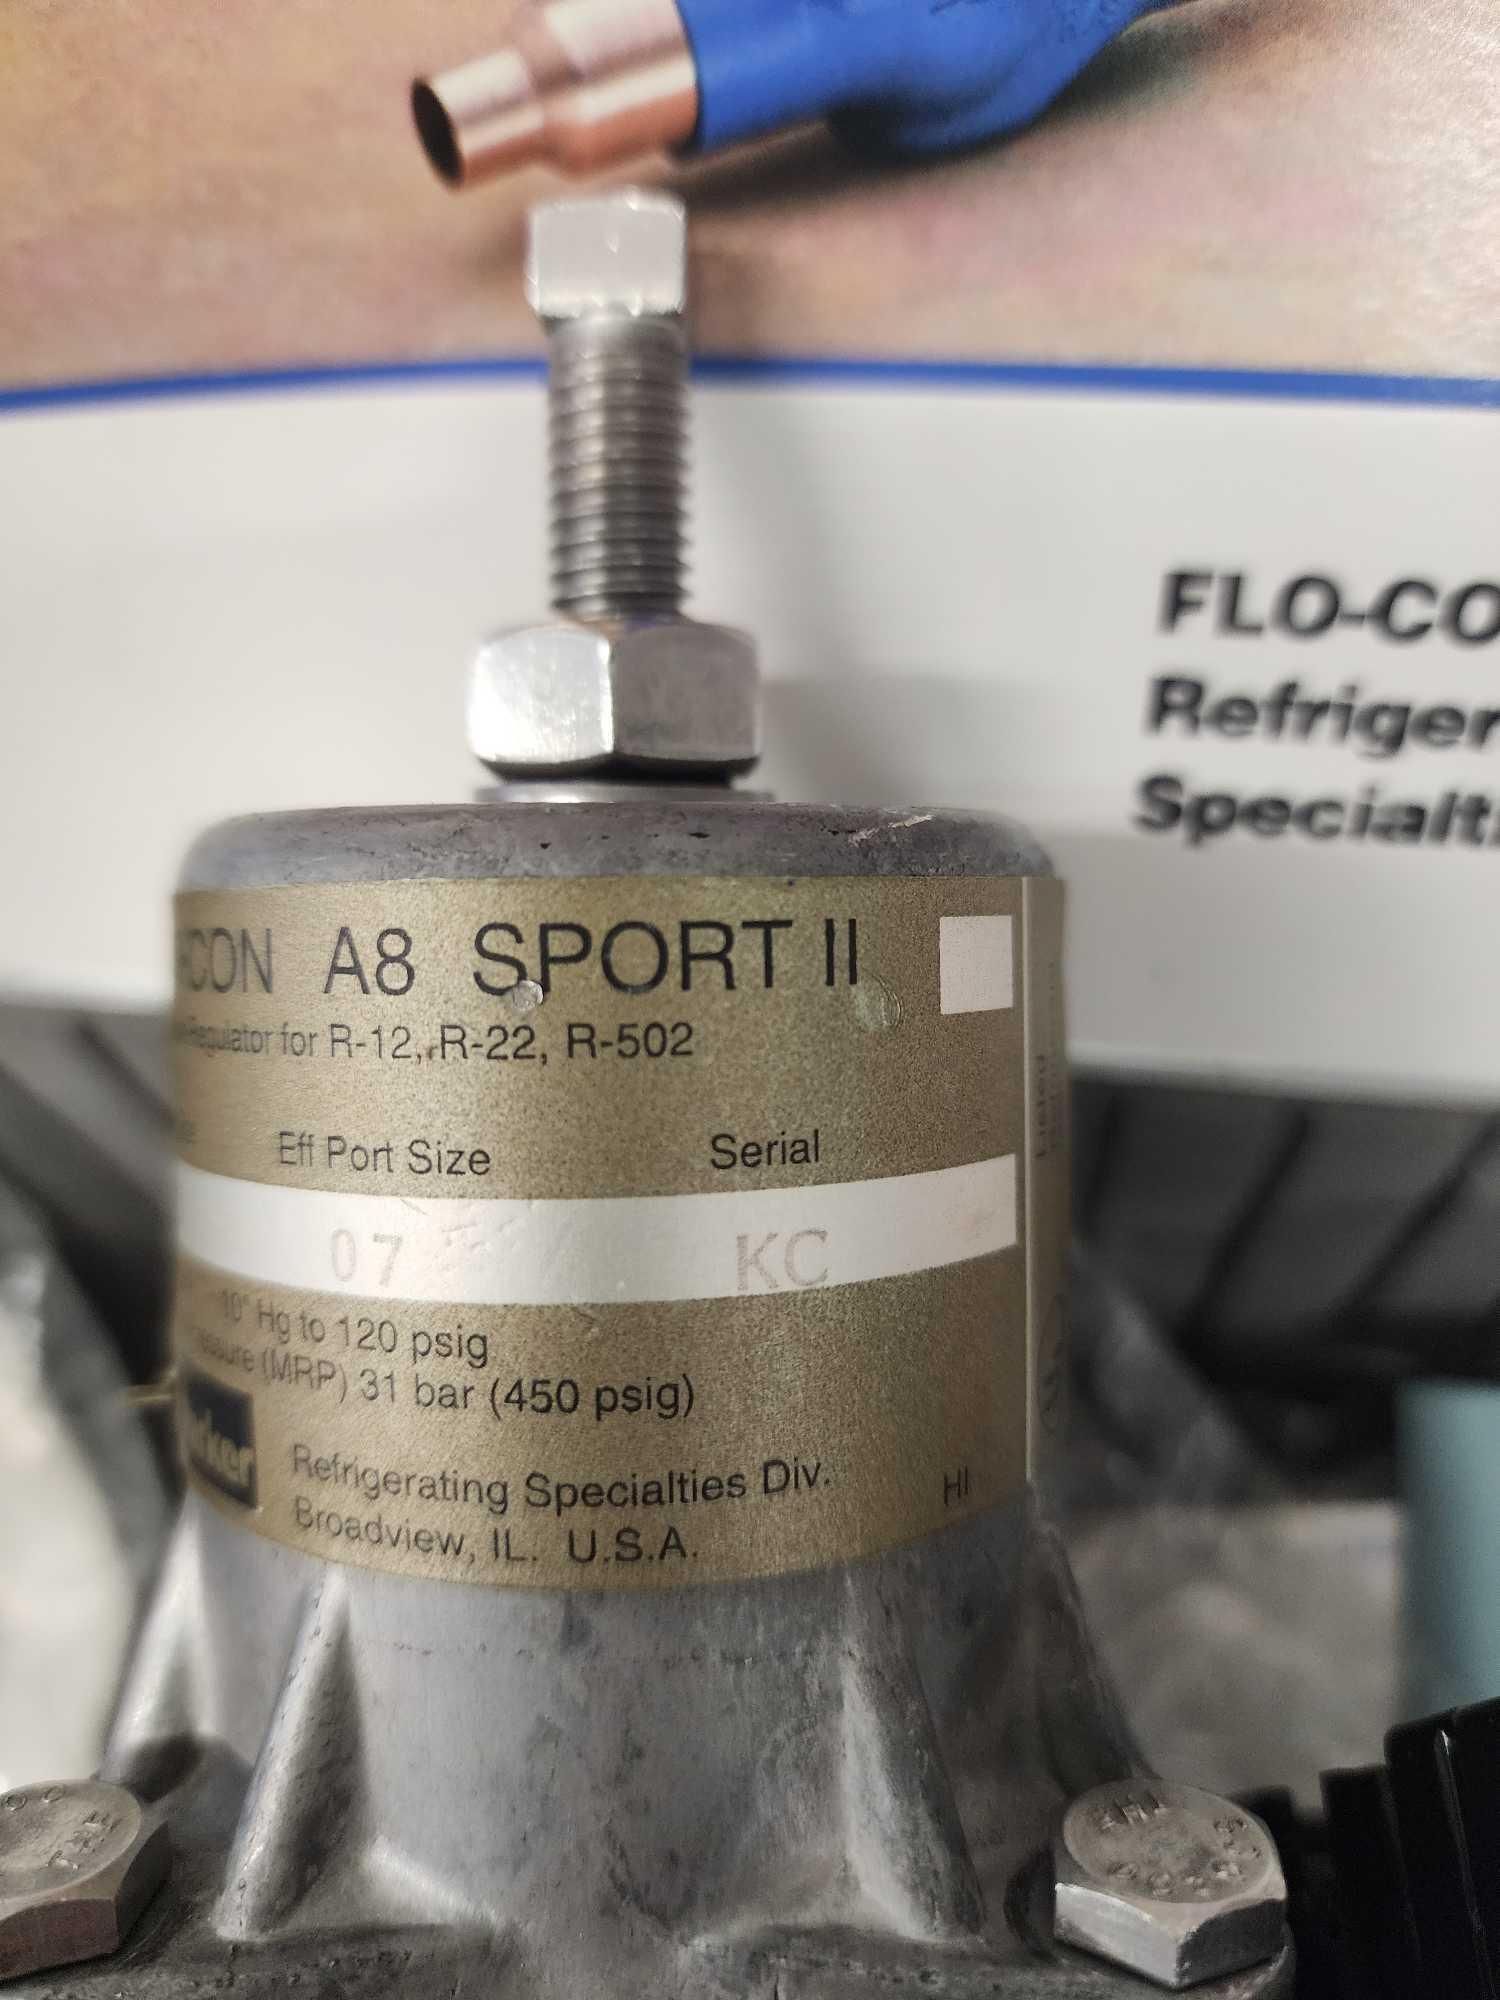 FLO-CO
Refriger
Specialti
-CON A8 SPORT II
Regulator for R-12, R-22, R-502
Eff Port Size Serial
07 KC
10" Hg to 120 psig
(MRP) 31 bar (450 psig)
Refrigerating Specialties Div.
Broadview, IL. U.S.A.
HI
THE